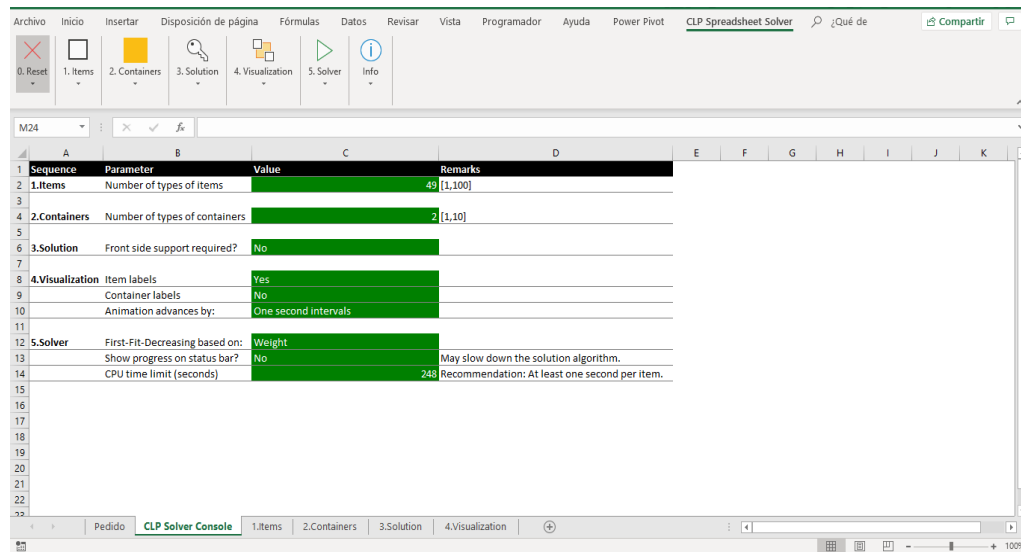 Archivo Inicio Insertar Disposición de página Fórmulas Datos Revisar Vista Programador Ayuda Power Pivot CLP Spreadsheet Solver ¿Qué de Compartir
0. Reset 1. Items 2. Containers 3. Solution 4. Visualization 5. Solver Info
M24 fx
A B C D E F G H I J K
1 Sequence Parameter Value Remarks
2 1.Items Number of types of items 49 [1,100]
3
4 2.Containers Number of types of containers 2 [1,10]
5
6 3.Solution Front side support required? No
7
8 4.Visualization Item labels Yes
9 Container labels No
10 Animation advances by: One second intervals
11
12 5.Solver First-Fit-Decreasing based on: Weight
13 Show progress on status bar? No May slow down the solution algorithm.
14 CPU time limit (seconds) 248 Recommendation: At least one second per item.
15
16
17
18
19
20
21
22
23
Pedido CLP Solver Console 1.Items 2.Containers 3.Solution 4.Visualization
100%